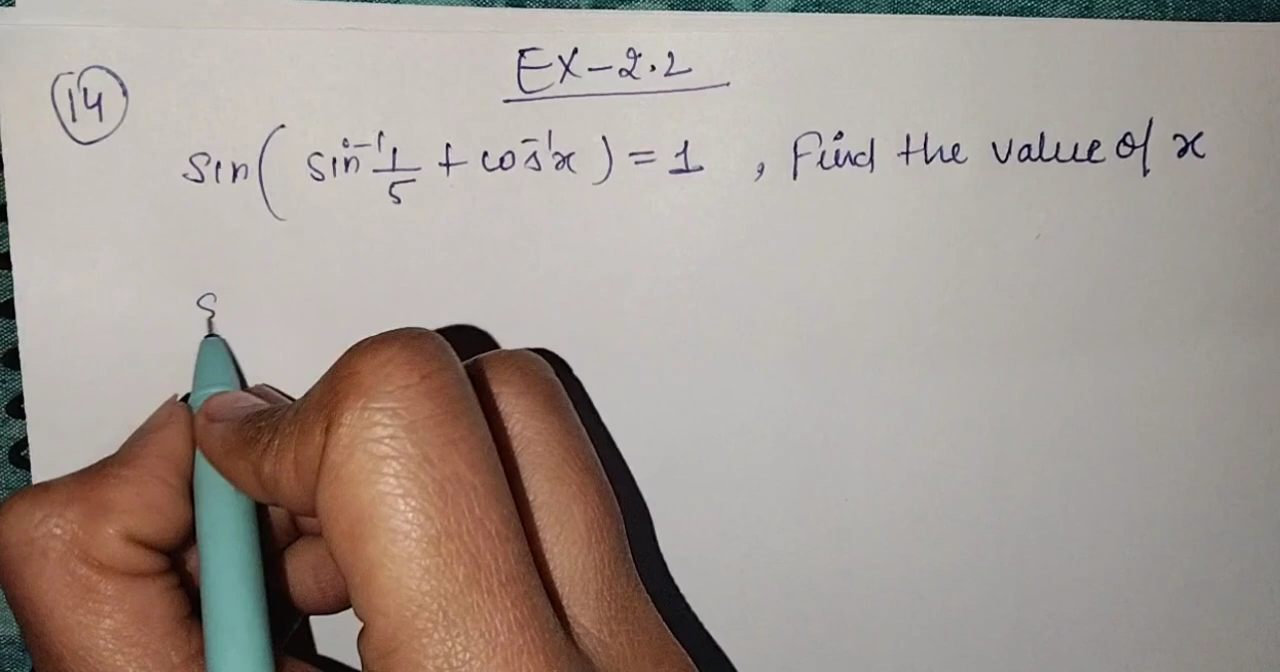 EX-2.2
14
sin( sin⁻¹ 1/5 + cos⁻¹x ) = 1 , Find the value of x
S